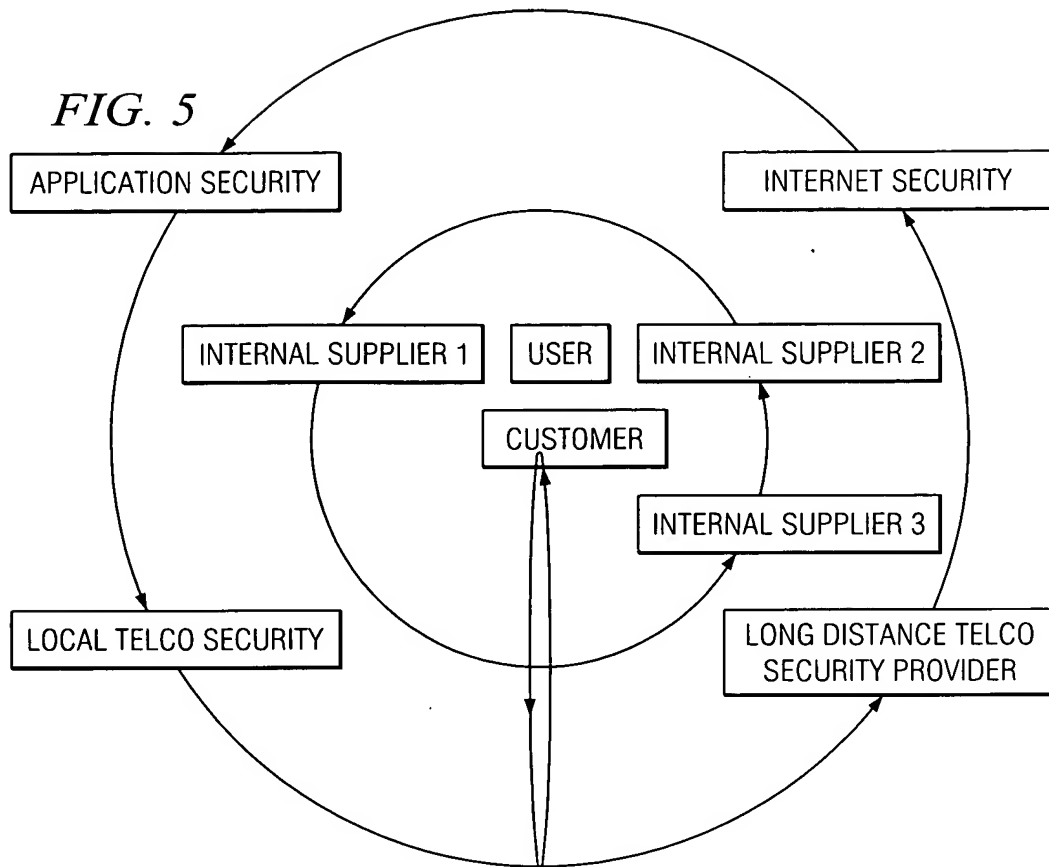 FIG. 5
APPLICATION SECURITY
INTERNET SECURITY
INTERNAL SUPPLIER 1
USER
INTERNAL SUPPLIER 2
CUSTOMER
INTERNAL SUPPLIER 3
LOCAL TELCO SECURITY
LONG DISTANCE TELCO
SECURITY PROVIDER